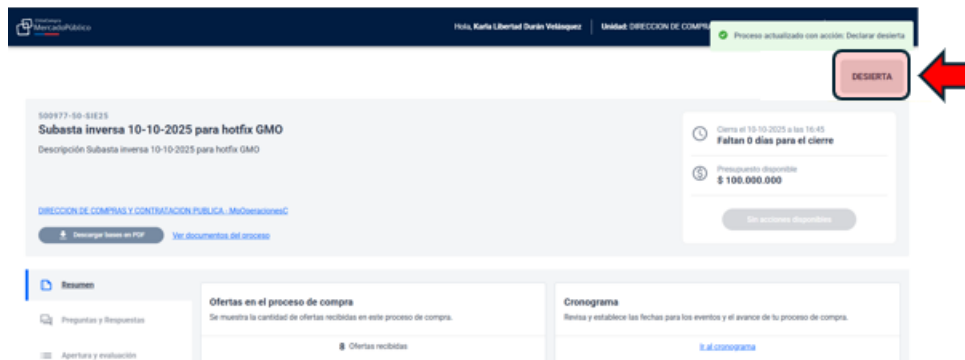 ChileCompra
MercadoPúblico
Hola, Karla Libertad Durán Velásquez
Unidad: DIRECCION DE COMPR
Proceso actualizado con acción: Declarar desierta
DESIERTA
500977-50-SIE25
Subasta inversa 10-10-2025 para hotfix GMO
Descripción Subasta inversa 10-10-2025 para hotfix GMO
Cierra el 10-10-2025 a las 16:45
Faltan 0 días para el cierre
Presupuesto disponible
$ 100.000.000
Sin acciones disponibles
DIRECCION DE COMPRAS Y CONTRATACION PUBLICA - MpOperacionesC
Descargar bases en PDF
Ver documentos del proceso
Resumen
Preguntas y Respuestas
Apertura y evaluación
Ofertas en el proceso de compra
Se muestra la cantidad de ofertas recibidas en este proceso de compra.
Ofertas recibidas
Cronograma
Revisa y establece las fechas para los eventos y el avance de tu proceso de compra.
Ir al cronograma